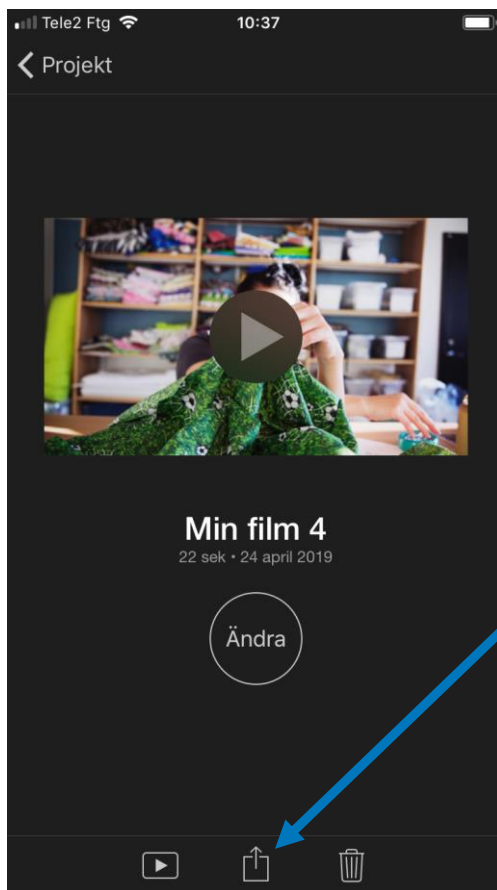 Tele2 Ftg 10:37
Projekt
Min film 4
22 sek • 24 april 2019
Ändra